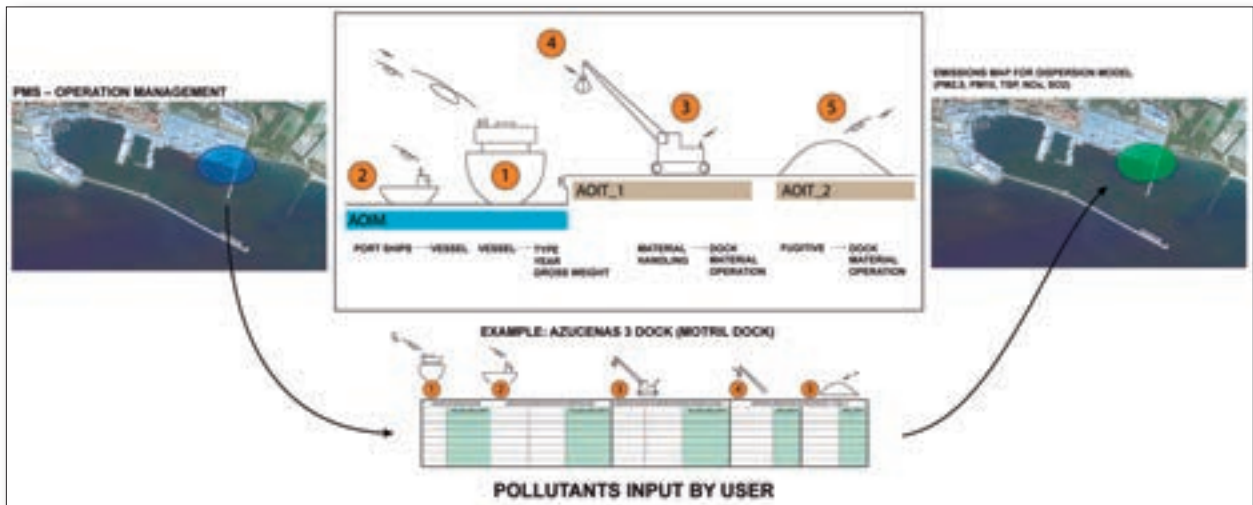 PMS – OPERATION MANAGEMENT
EMISSIONS MAP FOR DISPERSION MODEL
(PM2.5, PM10, TSP, NOx, SO2)
4
3
5
2
1
AOIT_1
AOIT_2
AOIM
PORT SHIPS → VESSEL
VESSEL → TYPE
YEAR
GROSS WEIGHT
MATERIAL → DOCK
HANDLING MATERIAL
OPERATION
FUGITIVE → DOCK
MATERIAL
OPERATION
EXAMPLE: AZUCENAS 3 DOCK (MOTRIL DOCK)
1
2
3
4
5
POLLUTANTS INPUT BY USER